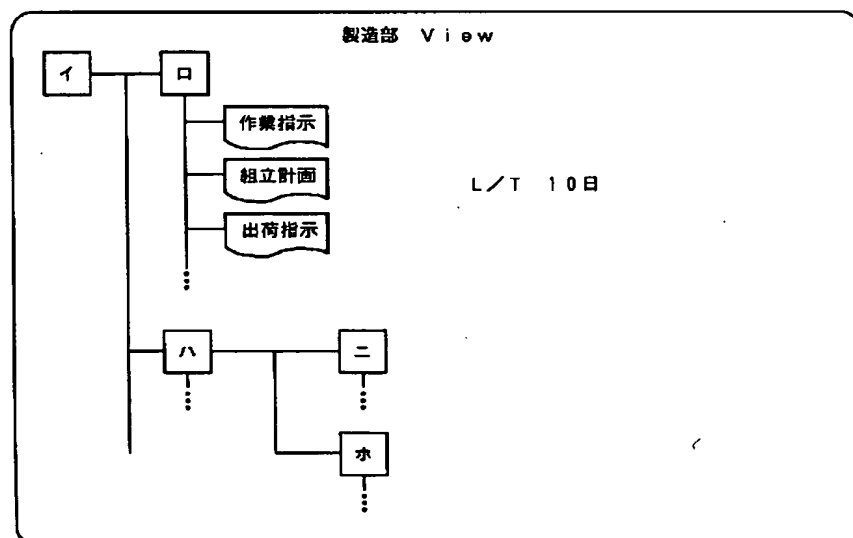 製造部 View
イ
ロ
作業指示
組立計画
L/T 10日
出荷指示
ハ
ニ
ホ